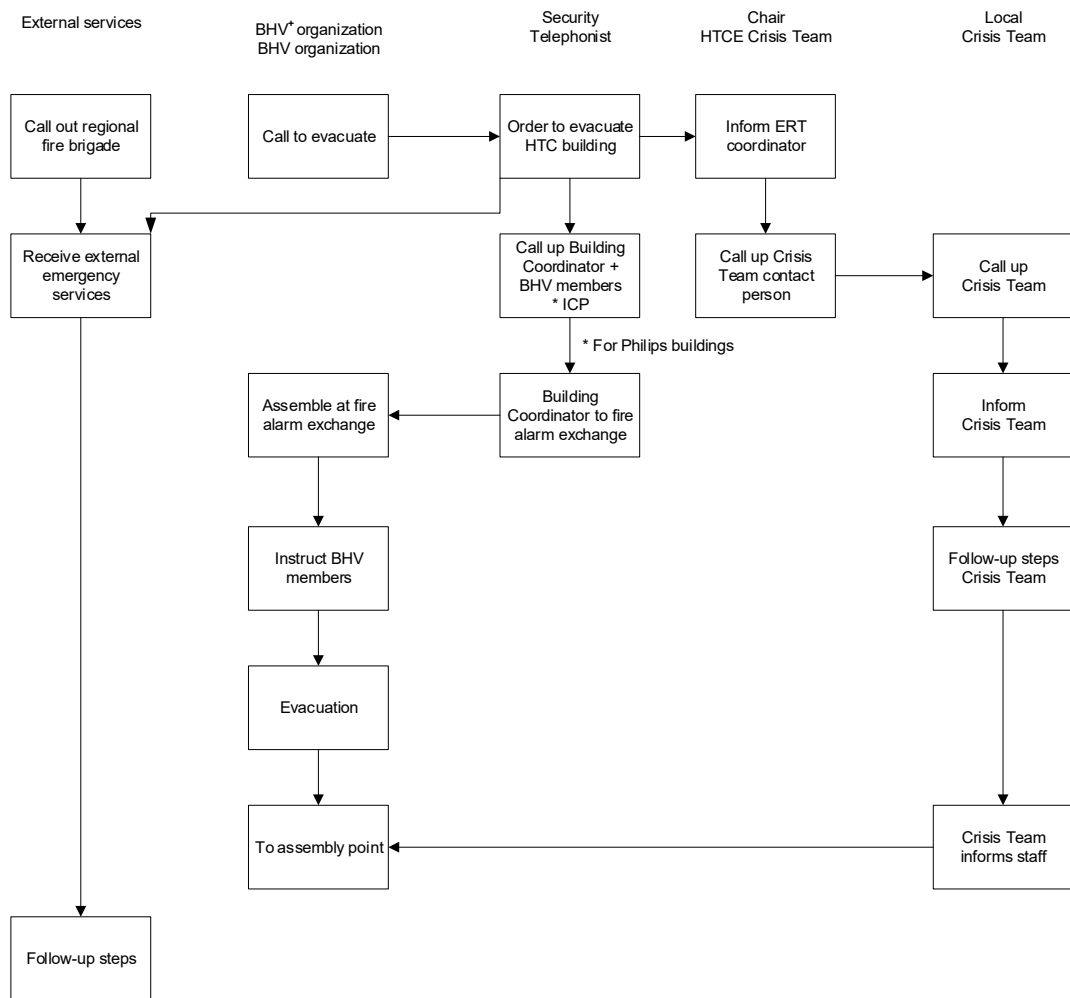 External services
BHV⁺ organization
BHV organization
Security
Telephonist
Chair
HTCE Crisis Team
Local
Crisis Team
Call out regional
fire brigade
Call to evacuate
Order to evacuate
HTC building
Inform ERT
coordinator
Receive external
emergency
services
Call up Building
Coordinator +
BHV members
* ICP
Call up Crisis
Team contact
person
Call up
Crisis Team
* For Philips buildings
Assemble at fire
alarm exchange
Building
Coordinator to fire
alarm exchange
Inform
Crisis Team
Instruct BHV
members
Follow-up steps
Crisis Team
Evacuation
To assembly point
Crisis Team
informs staff
Follow-up steps